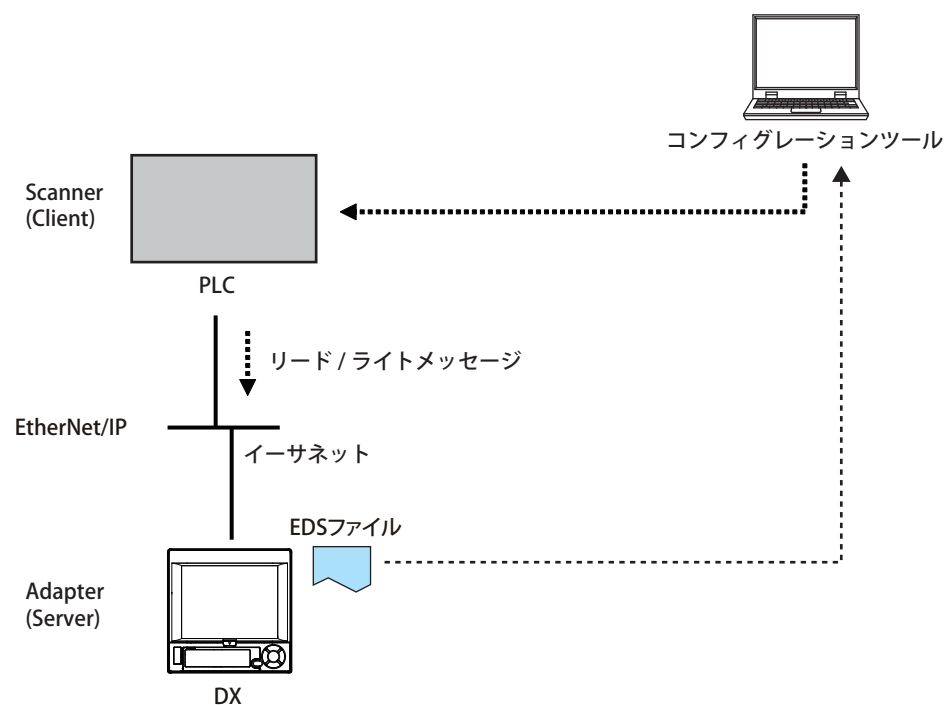 コンフィグレーションツール
Scanner
(Client)
PLC
リード / ライトメッセージ
EtherNet/IP
イーサネット
EDSファイル
Adapter
(Server)
DX